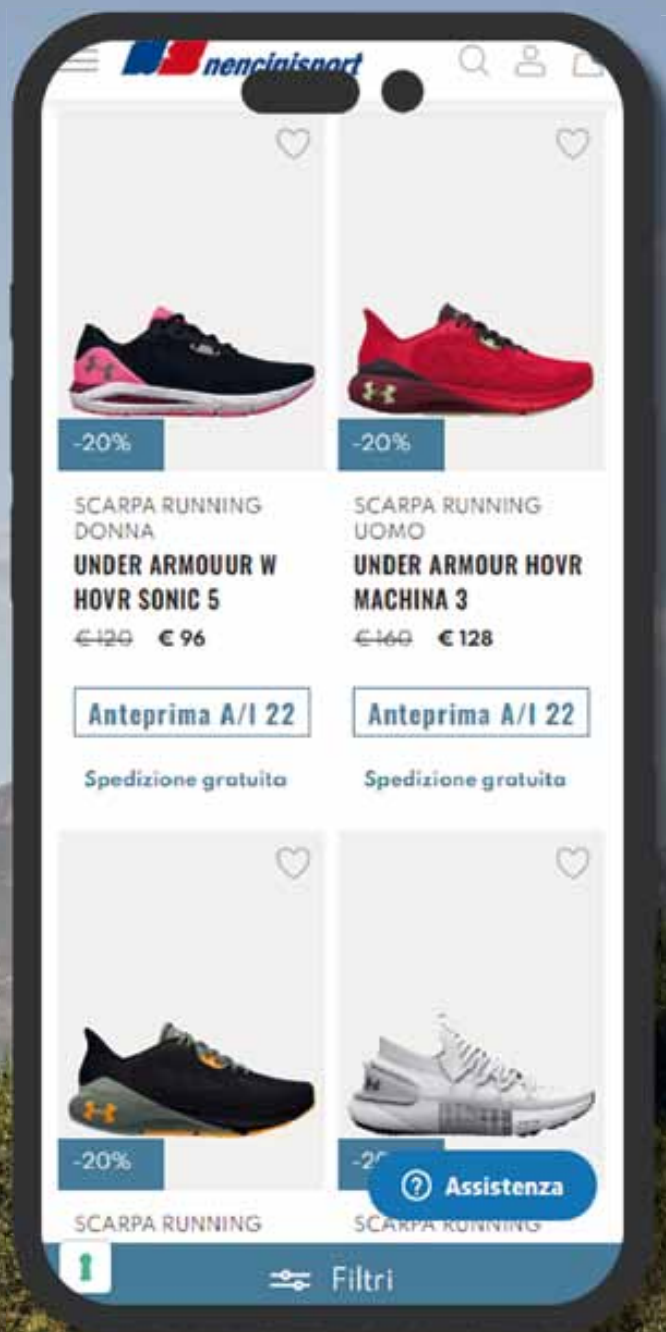 nencinisport
-20%
-20%
SCARPA RUNNING
DONNA
UNDER ARMOUUR W
HOVR SONIC 5
€ 120 € 96
SCARPA RUNNING
UOMO
UNDER ARMOUR HOVR
MACHINA 3
€ 160 € 128
Anteprima A/I 22
Anteprima A/I 22
Spedizione gratuita
Spedizione gratuita
-20%
-20
Assistenza
SCARPA RUNNING
SCARPA RUNNING
Filtri